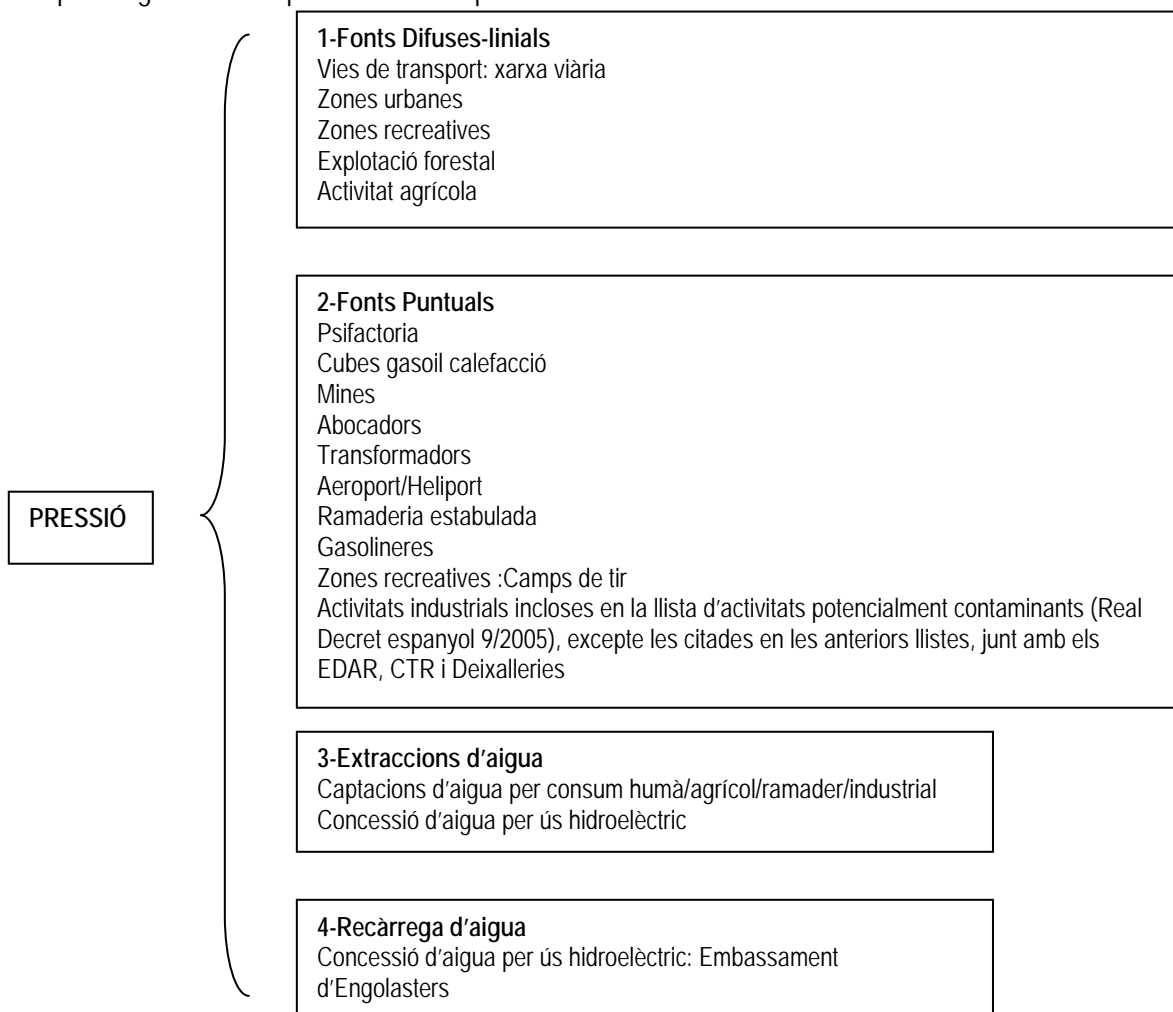 PRESSIÓ
1-Fonts Difuses-linials
Vies de transport: xarxa viària
Zones urbanes
Zones recreatives
Explotació forestal
Activitat agrícola
2-Fonts Puntuals
Psifactoria
Cubes gasoil calefacció
Mines
Abocadors
Transformadors
Aeroport/Heliport
Ramaderia estabulada
Gasolineres
Zones recreatives :Camps de tir
Activitats industrials incloses en la llista d’activitats potencialment contaminants (Real
Decret espanyol 9/2005), excepte les citades en les anteriors llistes, junt amb els
EDAR, CTR i Deixalleries
3-Extraccions d’aigua
Captacions d’aigua per consum humà/agrícol/ramader/industrial
Concessió d’aigua per ús hidroelèctric
4-Recàrrega d’aigua
Concessió d’aigua per ús hidroelèctric: Embassament
d’Engolasters